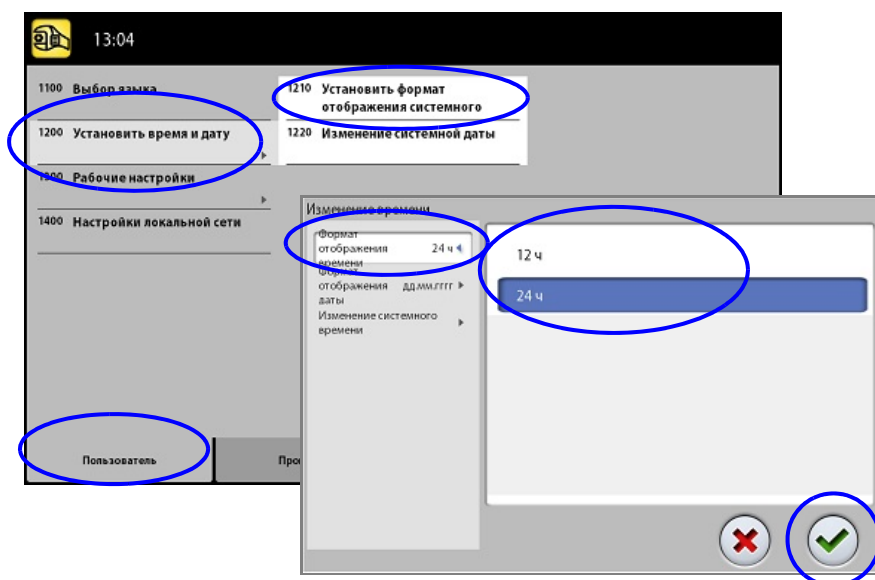 13:04
1100 Выбор языка
1210 Установить формат
отображения системного
1200 Установить время и дату
1220 Изменение системной даты
1300 Рабочие настройки
1400 Настройки локальной сети
Пользователь
Изменение времени
Формат
отображения 24 ч
времени
Формат
отображения дд.мм.гггг
даты
Изменение системного
времени
12 ч
24 ч